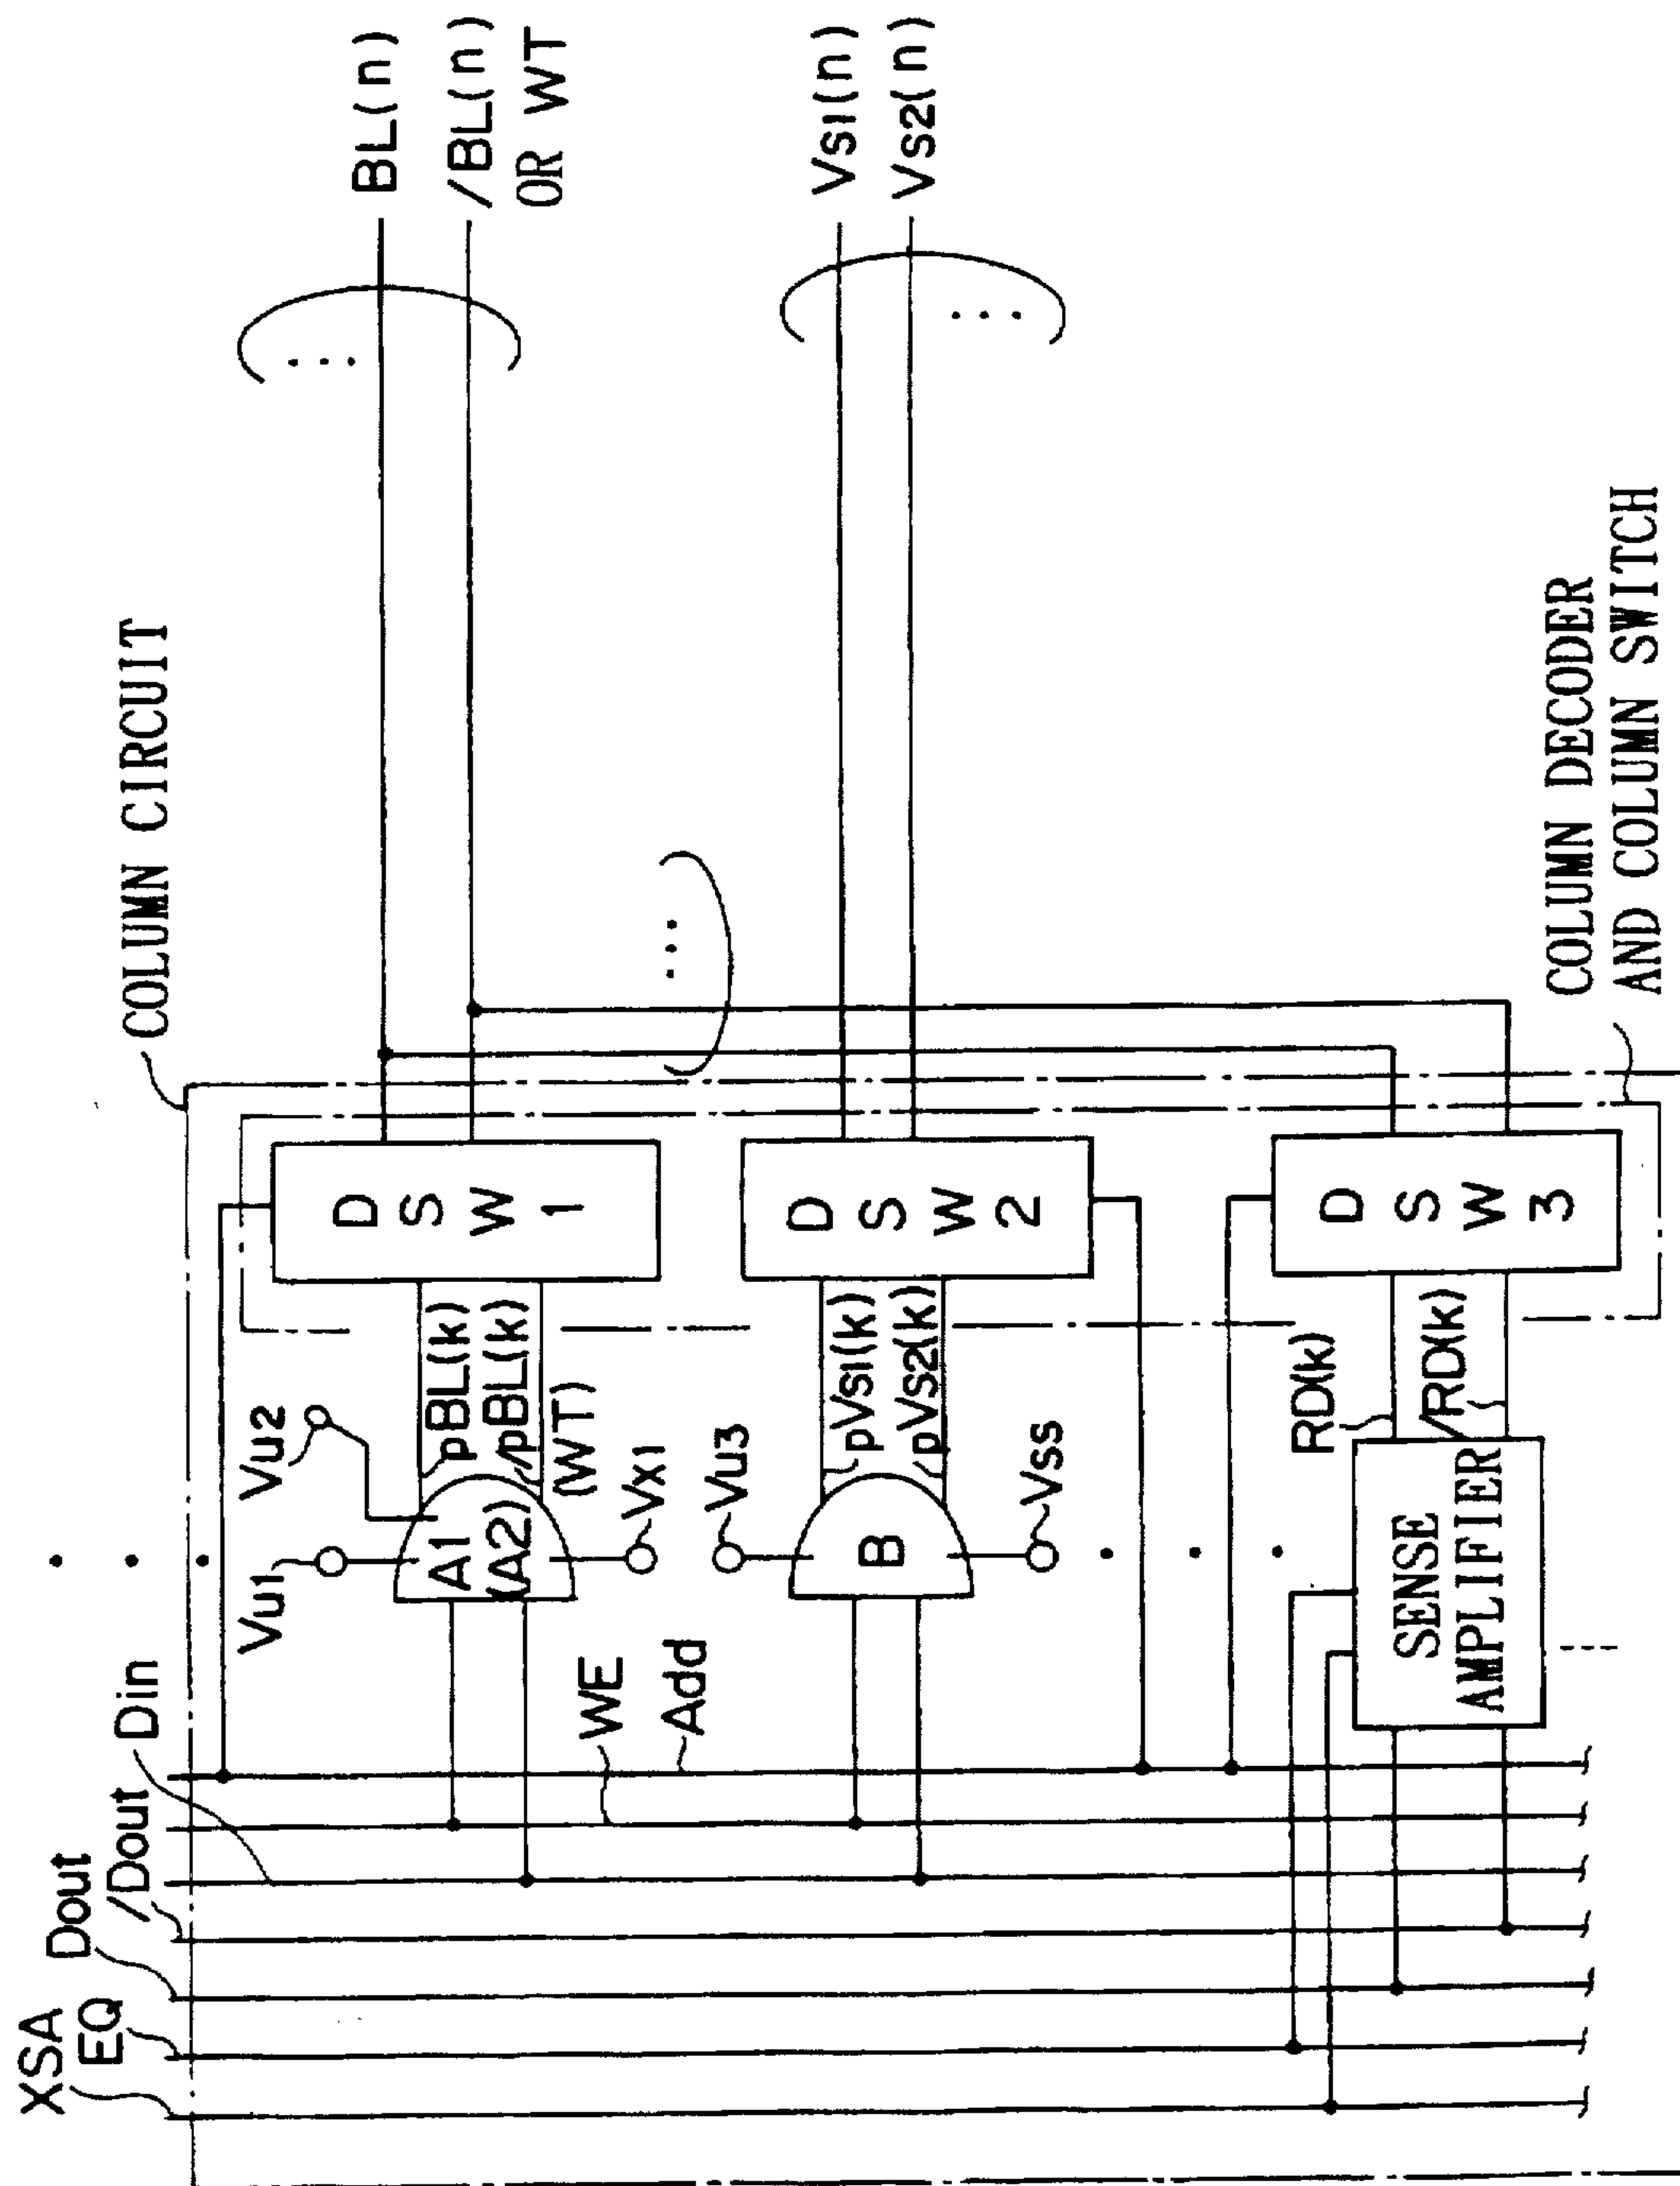 COLUMN CIRCUIT
BL(n)
/BL(n)
OR WT
Vs1(n)
Vs2(n)
COLUMN DECODER
AND COLUMN SWITCH
DSW1
DSW2
DSW3
Vu1
Vu2
A1
(A2)
pBL(k)
/pBL(k)
(WT)
Vx1
Vu3
B
pVs1(k)
pVs2(k)
Vss
RD(k)
/RD(k)
SENSE
AMPLIFIER
XSA
EQ
Dout
/Dout
Din
WE
Add